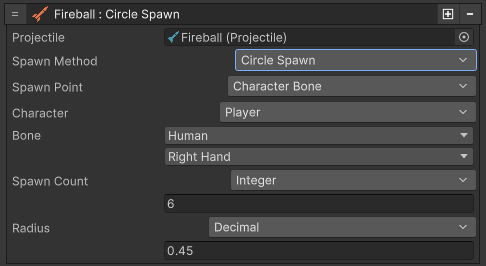 Fireball : Circle Spawn
Projectile Fireball (Projectile)
Spawn Method Circle Spawn
Spawn Point Character Bone
Character Player
Bone Human
Right Hand
Spawn Count Integer
6
Radius Decimal
0.45